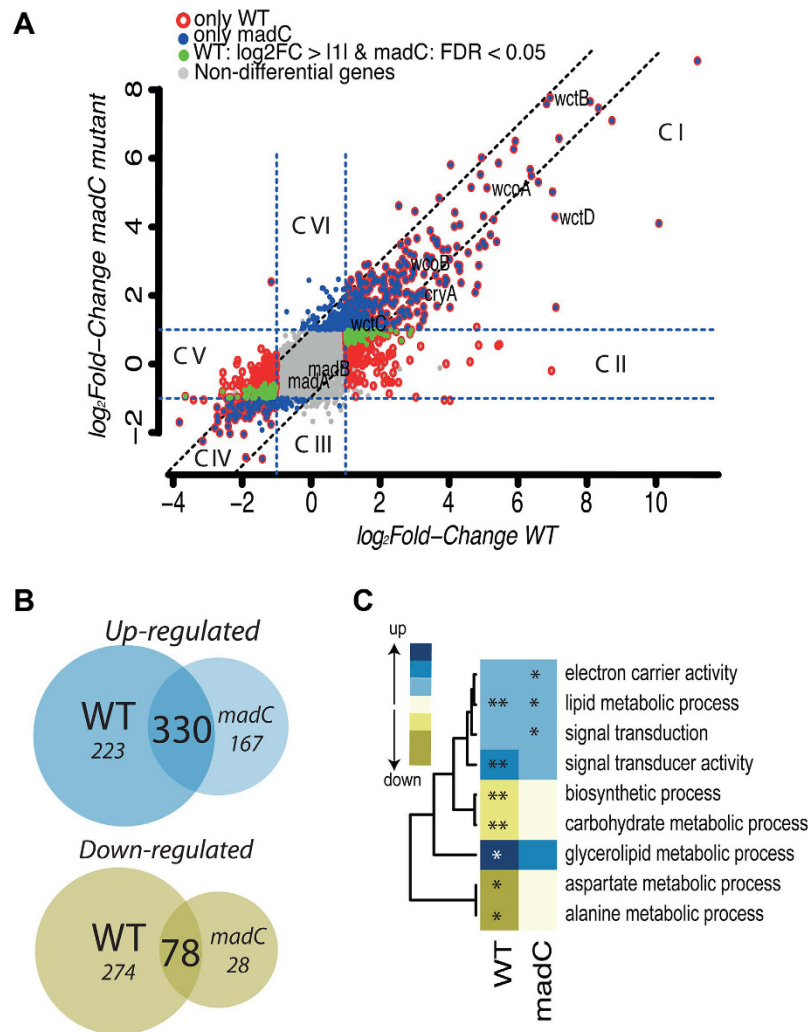 A
only WT
only madC
WT: log2FC > |1| & madC: FDR < 0.05
Non-differential genes
log₂Fold–Change madC mutant
8
6
4
2
0
−2
wctB
C I
wcoA
wctD
C VI
wcoB
cryA
wctC
C V
madB
madA
C II
C III
C IV
−4 −2 0 2 4 6 8 10
log₂Fold–Change WT
B
Up-regulated
WT
223
330
madC
167
Down-regulated
WT
274
78
madC
28
C
up
down
* electron carrier activity
** * lipid metabolic process
* signal transduction
** signal transducer activity
** biosynthetic process
** carbohydrate metabolic process
* glycerolipid metabolic process
* aspartate metabolic process
* alanine metabolic process
WT
madC